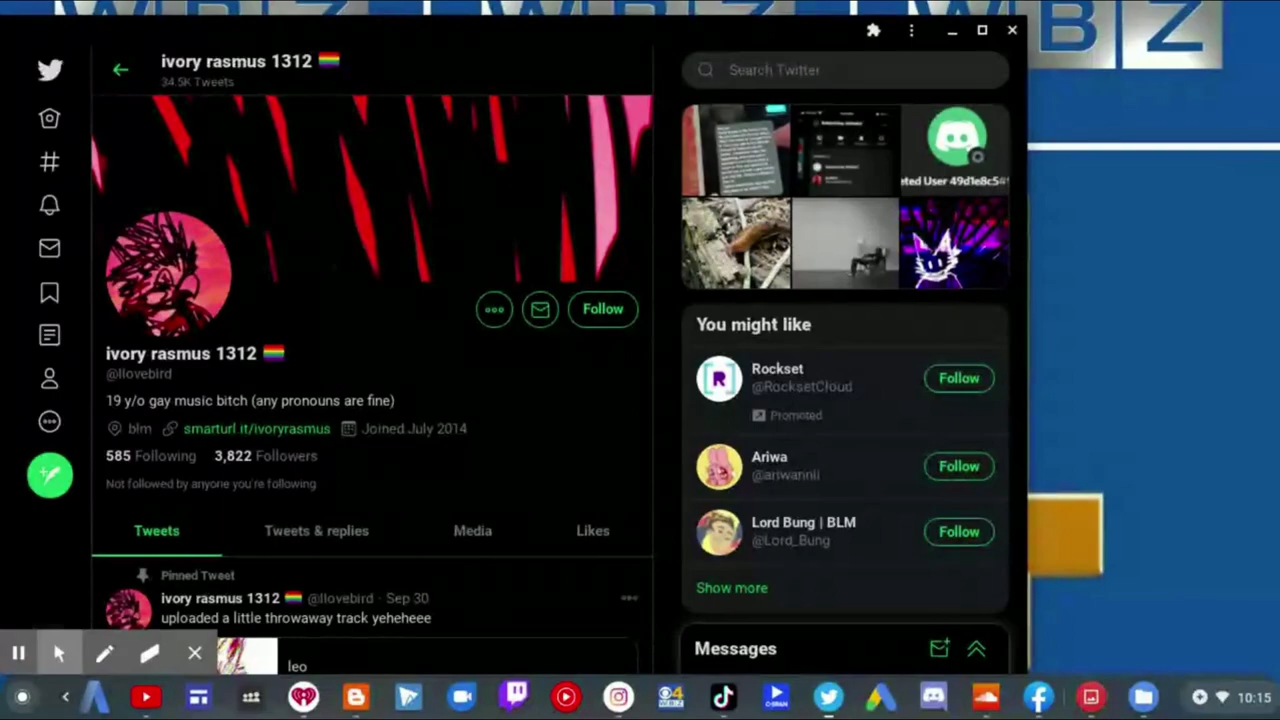 ivory rasmus 1312
34.5K Tweets
Search Twitter
eted User 49d1e8c5#
ivory rasmus 1312
Follow
@llovebird
19 y/o gay music bitch (any pronouns are fine)
blm smarturl.it/ivoryrasmus Joined July 2014
585 Following 3,822 Followers
Not followed by anyone you're following
Tweets Tweets & replies Media Likes
Pinned Tweet
ivory rasmus 1312 @llovebird · Sep 30
uploaded a little throwaway track yeheheee
leo
You might like
Rockset
@RocksetCloud
Follow
Promoted
Ariwa
@ariwannii
Follow
Lord Bung | BLM
@Lord_Bung
Follow
Show more
Messages
B Z
4
WBZ
C-SPAN
10:15